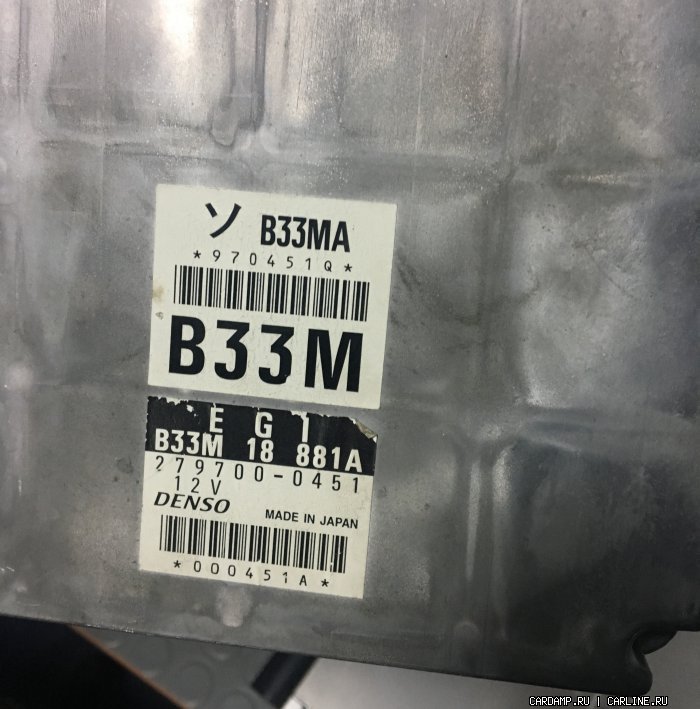 ソ B33MA
*970451Q*
B33M
E G I
B33M 18 881A
279700-0451
12V
DENSO
MADE IN JAPAN
*000451A*
CARDAMP.RU | CARLINE.RU